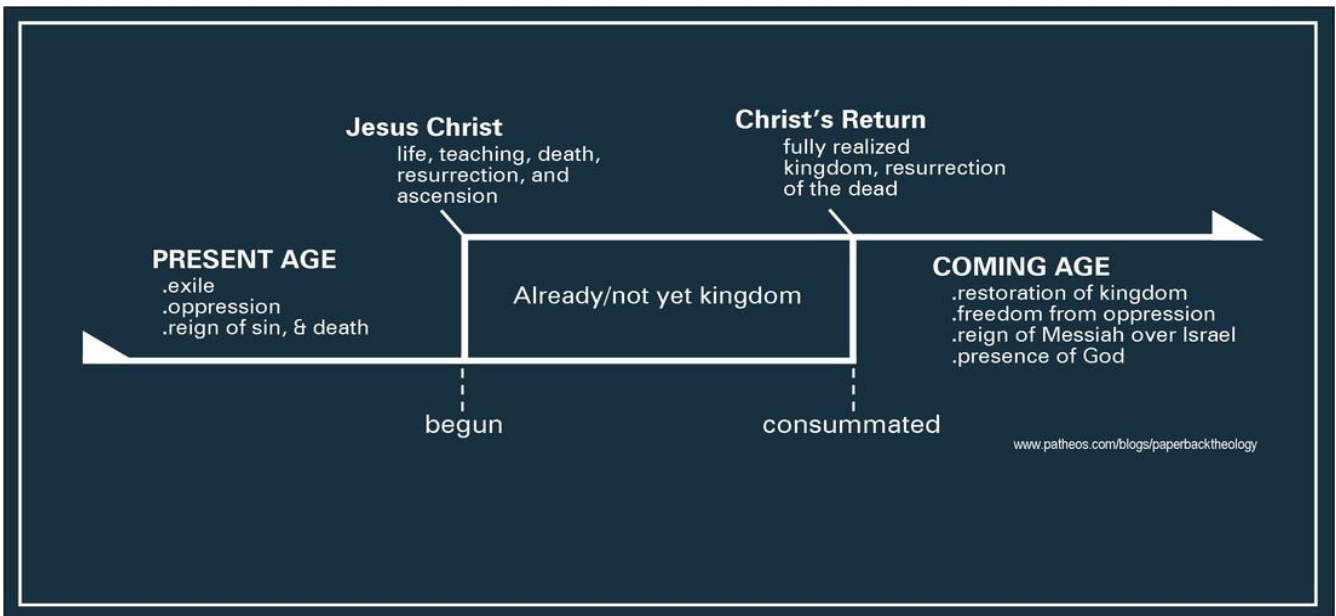 Jesus Christ
life, teaching, death,
resurrection, and
ascension
Christ's Return
fully realized
kingdom, resurrection
of the dead
PRESENT AGE
.exile
.oppression
.reign of sin, & death
Already/not yet kingdom
COMING AGE
.restoration of kingdom
.freedom from oppression
.reign of Messiah over Israel
.presence of God
begun
consummated
www.patheos.com/blogs/paperbacktheology